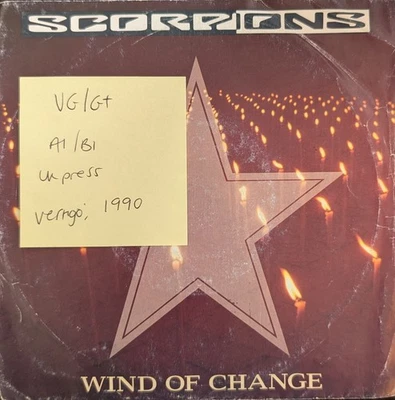 SCORPIONS
VG/G+
A1/B1
UK press
vertigo, 1990
WIND OF CHANGE